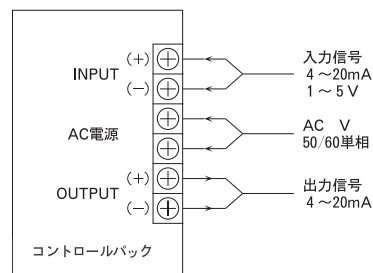 (+)
INPUT
(−)
AC電源
(+)
OUTPUT
(−)
コントロールパック
入力信号
4～20mA
1～5V
AC V
50/60単相
出力信号
4～20mA